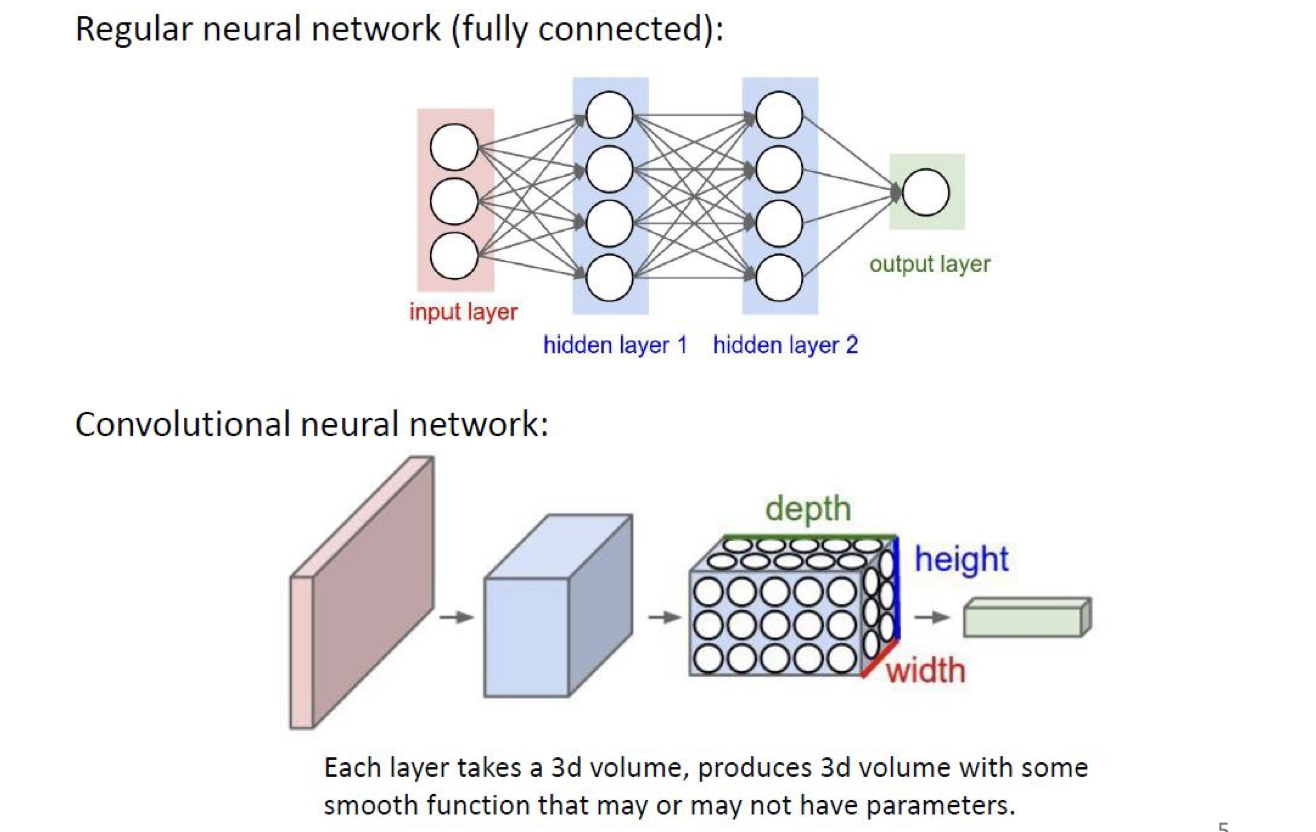 Regular neural network (fully connected):
input layer
hidden layer 1
hidden layer 2
output layer
Convolutional neural network:
depth
height
width
Each layer takes a 3d volume, produces 3d volume with some
smooth function that may or may not have parameters.
5